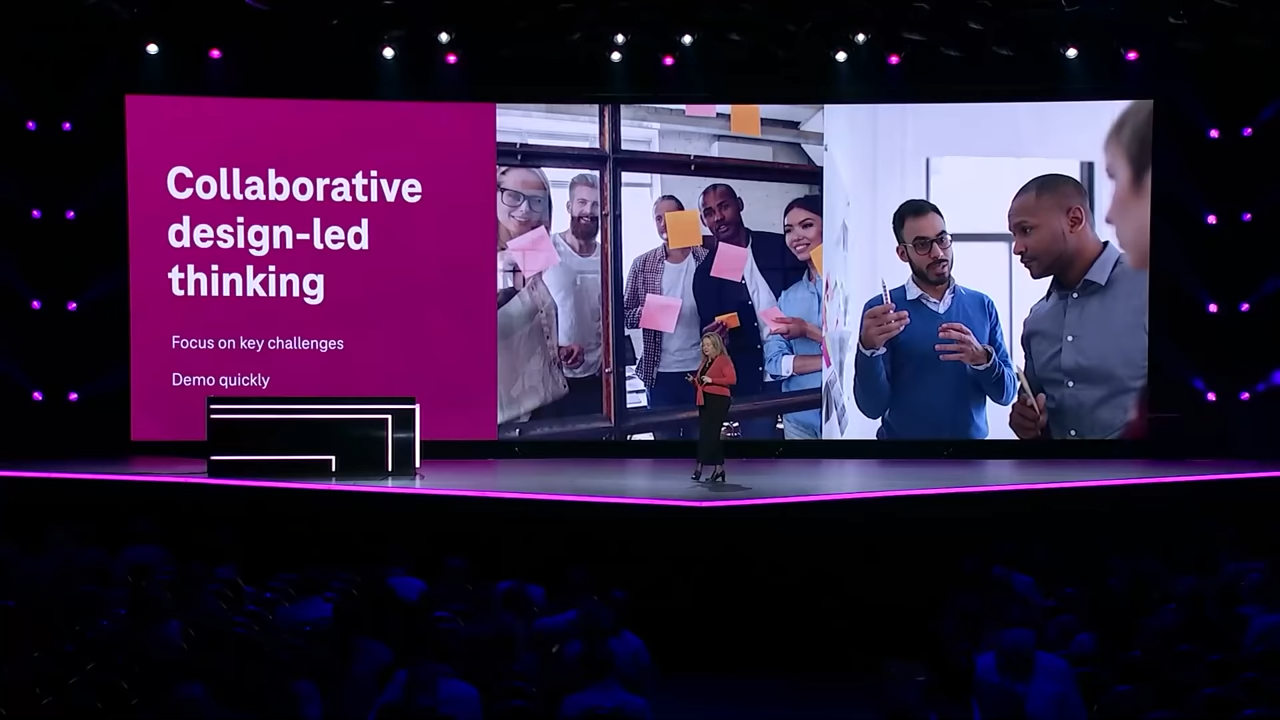 Collaborative
design-led
thinking
Focus on key challenges
Demo quickly